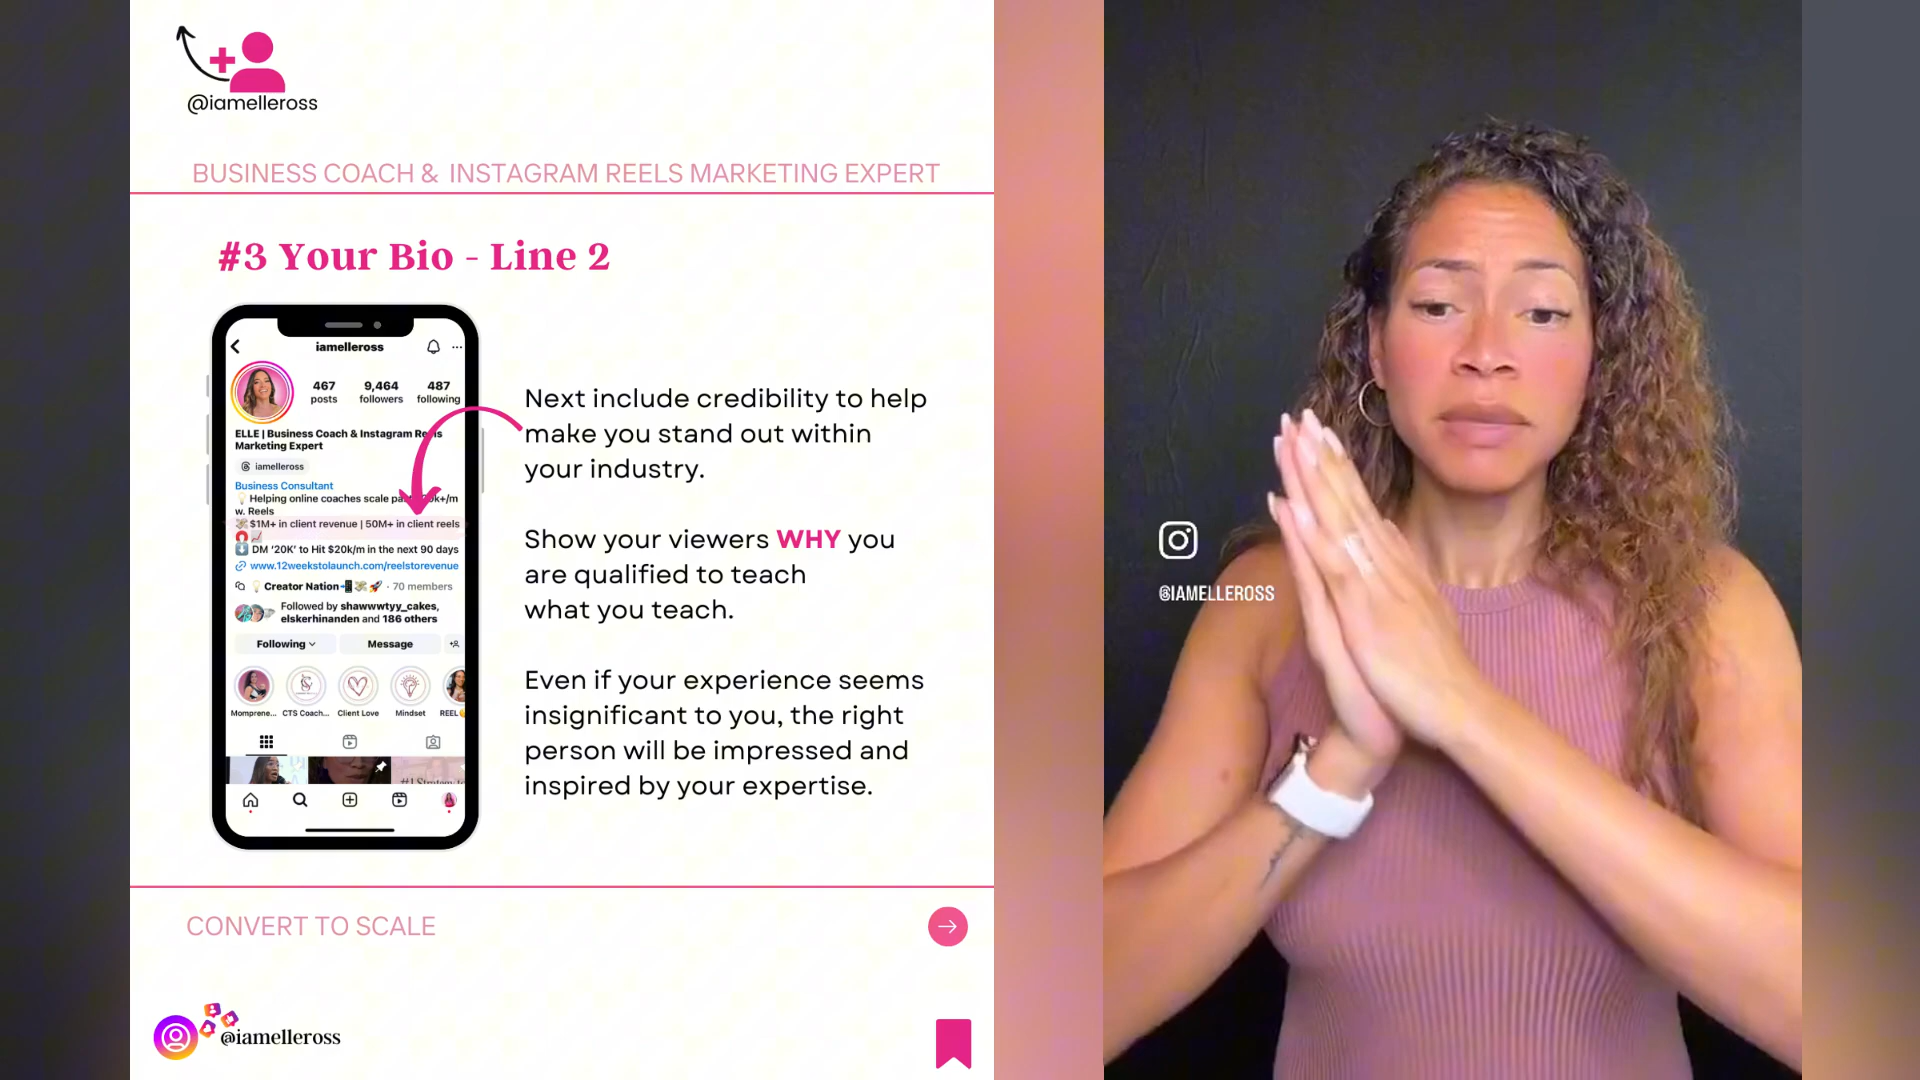 @iamelleross
BUSINESS COACH & INSTAGRAM REELS MARKETING EXPERT
#3 Your Bio - Line 2
iamelleross
467 9,464 487
posts followers following
ELLE | Business Coach & Instagram Reels
Marketing Expert
iamelleross
Business Consultant
Helping online coaches scale k+/m
w. Reels
$1M+ in client revenue | 50M+ in client reels
DM '20K' to Hit $20k/m in the next 90 days
www.12weekstolaunch.com/reelstorevenue
Creator Nation · 70 members
Followed by shawwwtyy_cakes,
elskerhinanden and 186 others
Following Message
Momprene... CTS Coach... Client Love Mindset REEL
Next include credibility to help
make you stand out within
your industry.
Show your viewers WHY you
are qualified to teach
what you teach.
Even if your experience seems
insignificant to you, the right
person will be impressed and
inspired by your expertise.
CONVERT TO SCALE
@iamelleross
@IAMELLEROSS